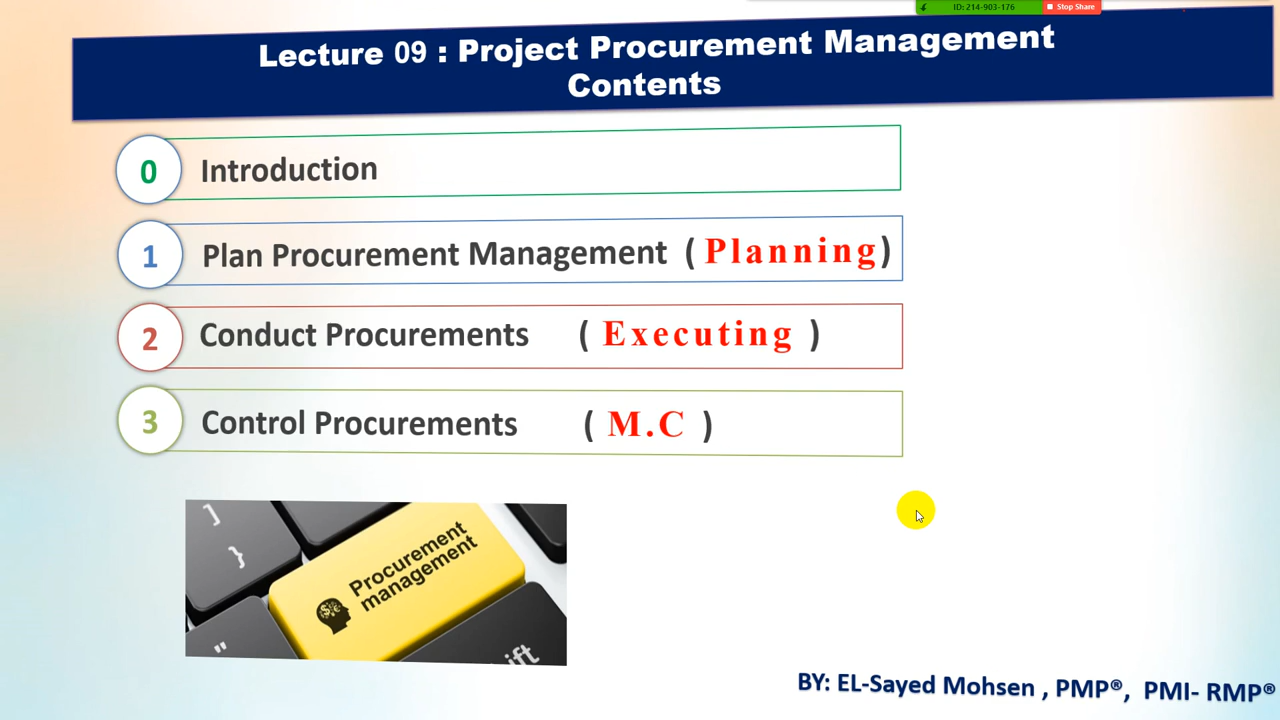 ID: 214-903-176 Stop Share
Lecture 09 : Project Procurement Management
Contents
0 Introduction
1 Plan Procurement Management ( Planning)
2 Conduct Procurements ( Executing )
3 Control Procurements ( M.C )
]
}
Procurement
management
"
ift
BY: EL-Sayed Mohsen , PMP®, PMI- RMP®